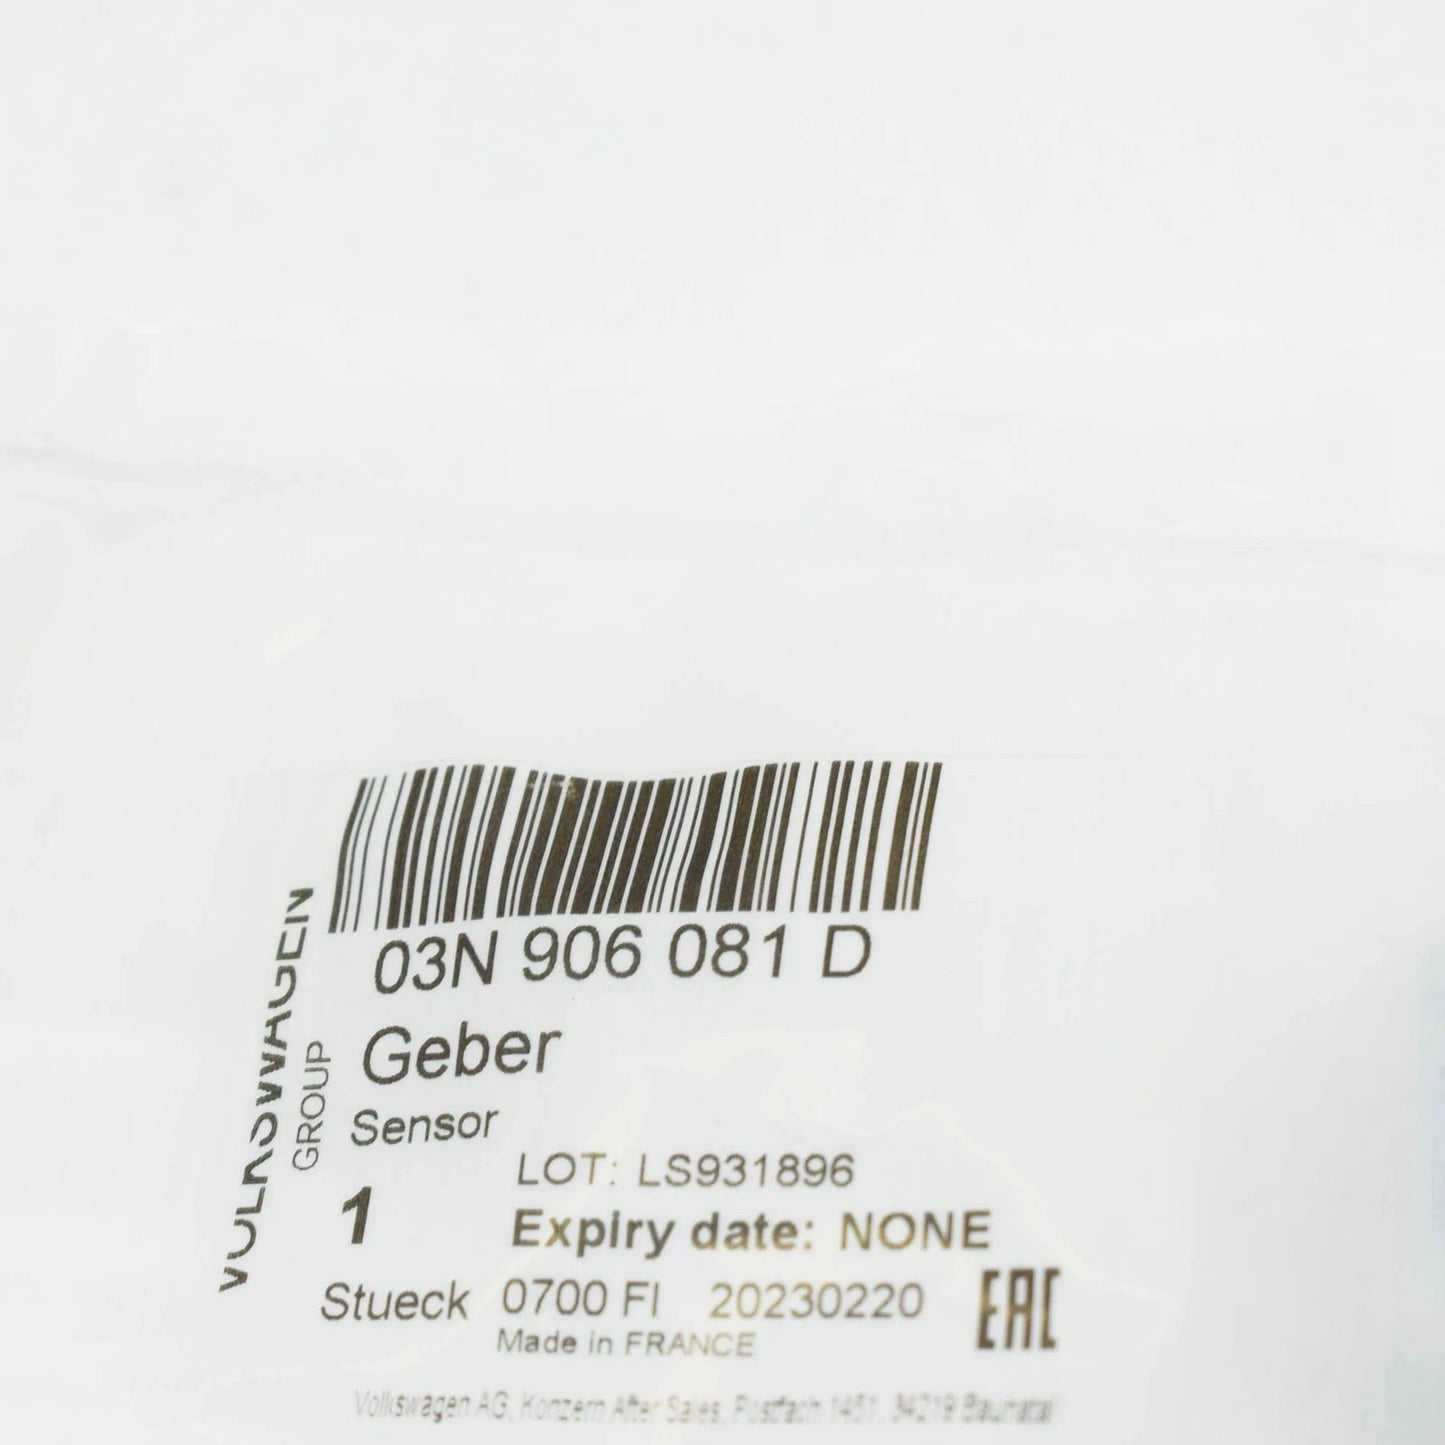 03N 906 081 D
Geber
Sensor
VOLKSWAGEN
GROUP
LOT: LS931896
1
Expiry date: NONE
Stueck 0700 FI 20230220
EAC
Made in FRANCE
Volkswagen AG, Konzern After Sales, Postfach 1451, 34219 Baunatal